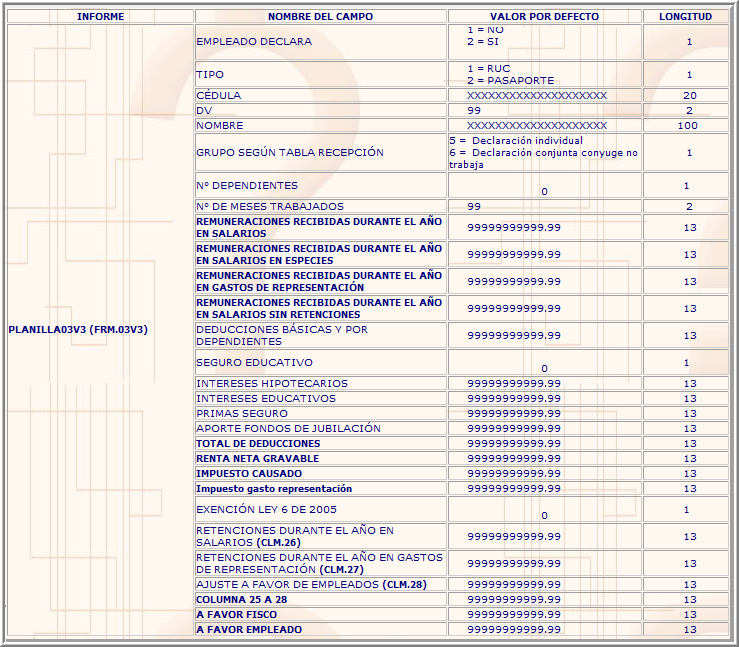 INFORME NOMBRE DEL CAMPO VALOR POR DEFECTO LONGITUD
1 = NO
EMPLEADO DECLARA 2 = SI 1
1 = RUC
TIPO 2 = PASAPORTE 1
CÉDULA XXXXXXXXXXXXXXXXXXXX 20
DV 99 2
NOMBRE XXXXXXXXXXXXXXXXXXXX 100
5 = Declaración individual
GRUPO SEGÚN TABLA RECEPCIÓN 6 = Declaración conjunta conyuge no 1
trabaja
Nº DEPENDIENTES 0 1
Nº DE MESES TRABAJADOS 99 2
REMUNERACIONES RECIBIDAS DURANTE EL AÑO
EN SALARIOS 99999999999.99 13
REMUNERACIONES RECIBIDAS DURANTE EL AÑO
EN SALARIOS EN ESPECIES 99999999999.99 13
REMUNERACIONES RECIBIDAS DURANTE EL AÑO
EN GASTOS DE REPRESENTACIÓN 99999999999.99 13
REMUNERACIONES RECIBIDAS DURANTE EL AÑO
EN SALARIOS SIN RETENCIONES 99999999999.99 13
PLANILLA03V3 (FRM.03V3)
DEDUCCIONES BÁSICAS Y POR
DEPENDIENTES 99999999999.99 13
SEGURO EDUCATIVO 0 1
INTERESES HIPOTECARIOS 99999999999.99 13
INTERESES EDUCATIVOS 99999999999.99 13
PRIMAS SEGURO 99999999999.99 13
APORTE FONDOS DE JUBILACIÓN 99999999999.99 13
TOTAL DE DEDUCCIONES 99999999999.99 13
RENTA NETA GRAVABLE 99999999999.99 13
IMPUESTO CAUSADO 99999999999.99 13
Impuesto gasto representación 99999999999.99 13
EXENCIÓN LEY 6 DE 2005 0 1
RETENCIONES DURANTE EL AÑO EN
SALARIOS (CLM.26) 99999999999.99 13
RETENCIONES DURANTE EL AÑO EN GASTOS
DE REPRESENTACIÓN (CLM.27) 99999999999.99 13
AJUSTE A FAVOR DE EMPLEADOS (CLM.28) 99999999999.99 13
COLUMNA 25 A 28 99999999999.99 13
A FAVOR FISCO 99999999999.99 13
A FAVOR EMPLEADO 99999999999.99 13